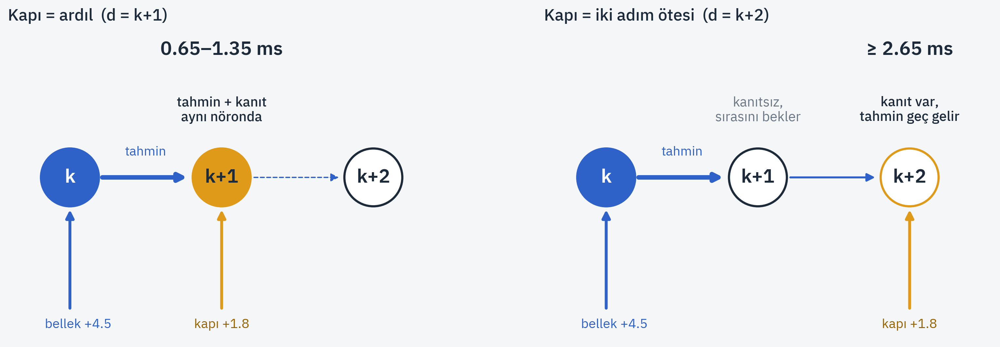 Kapı = ardıl (d = k+1)
0.65–1.35 ms
tahmin + kanıt
aynı nöronda
tahmin
k
k+1
k+2
bellek +4.5
kapı +1.8
Kapı = iki adım ötesi (d = k+2)
≥ 2.65 ms
kanıtsız,
sırasını bekler
kanıt var,
tahmin geç gelir
tahmin
k
k+1
k+2
bellek +4.5
kapı +1.8